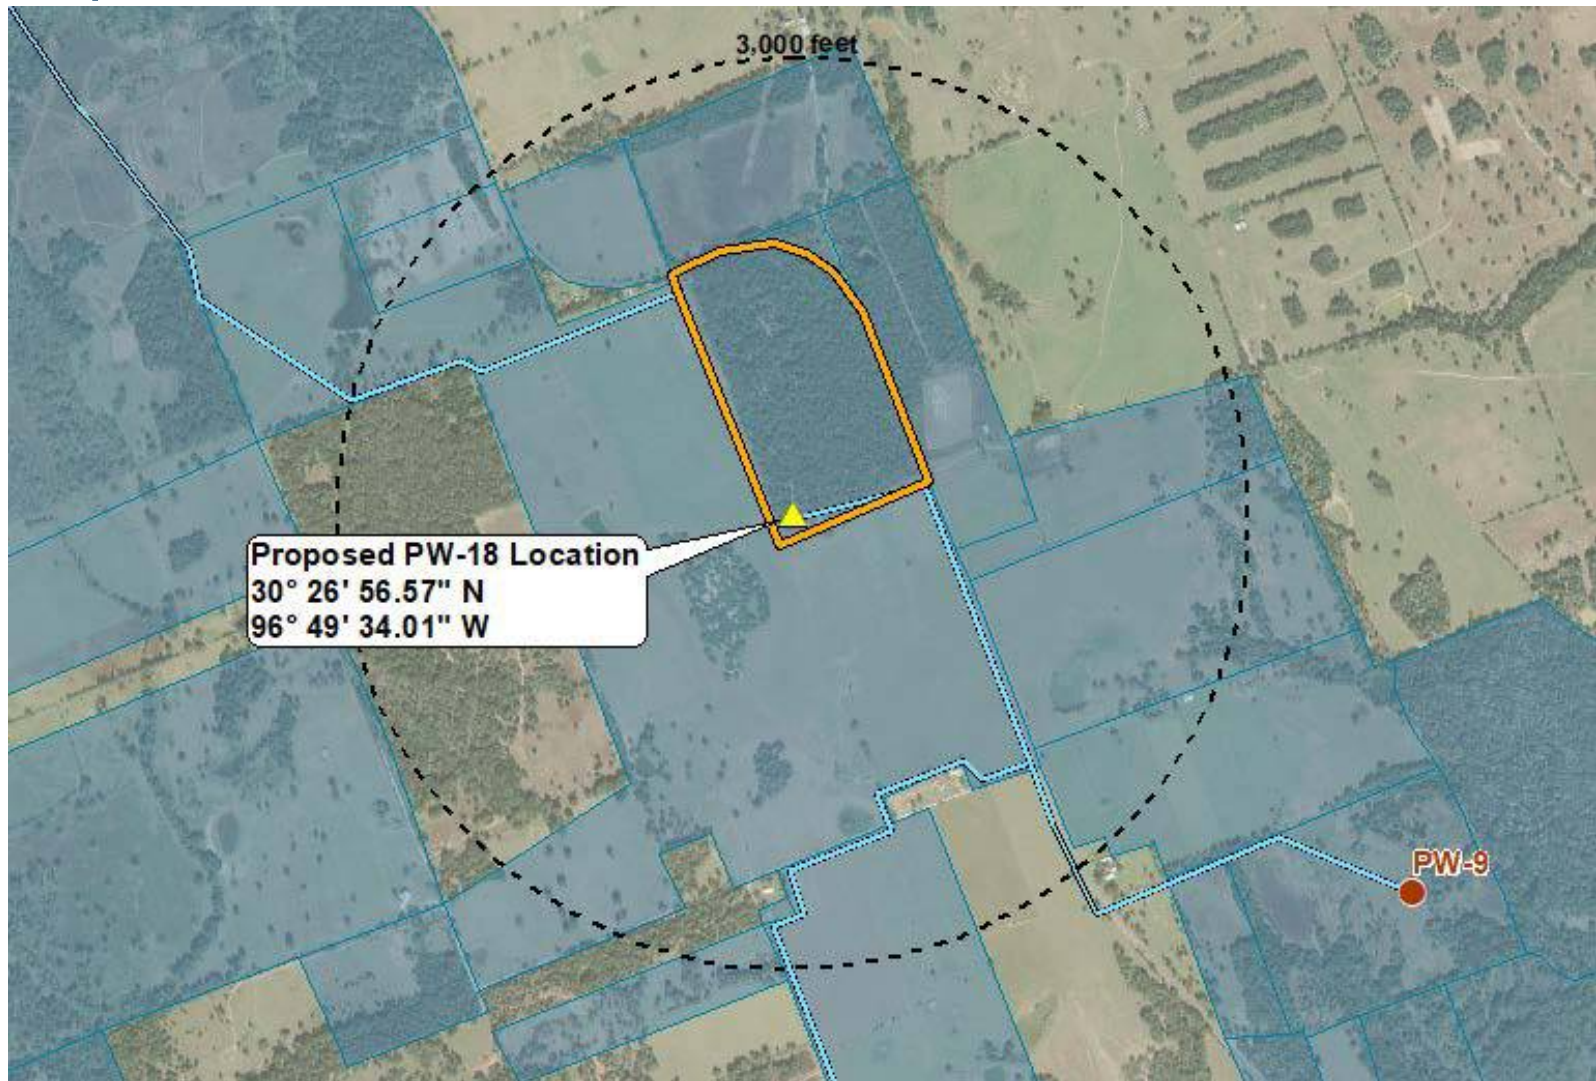 3,000 feet
Proposed PW-18 Location
30° 26' 56.57" N
96° 49' 34.01" W
PW-9